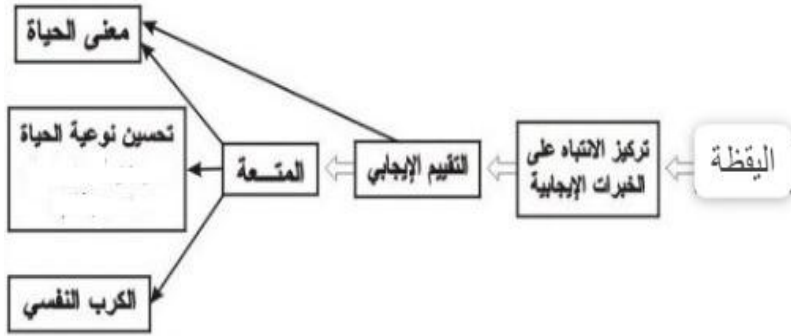 اليقظة
تركيز الانتباه على
الخبرات الإيجابية
التقييم الإيجابي
المتـــعة
معنى الحياة
تحسين نوعية الحياة
الكرب النفسي